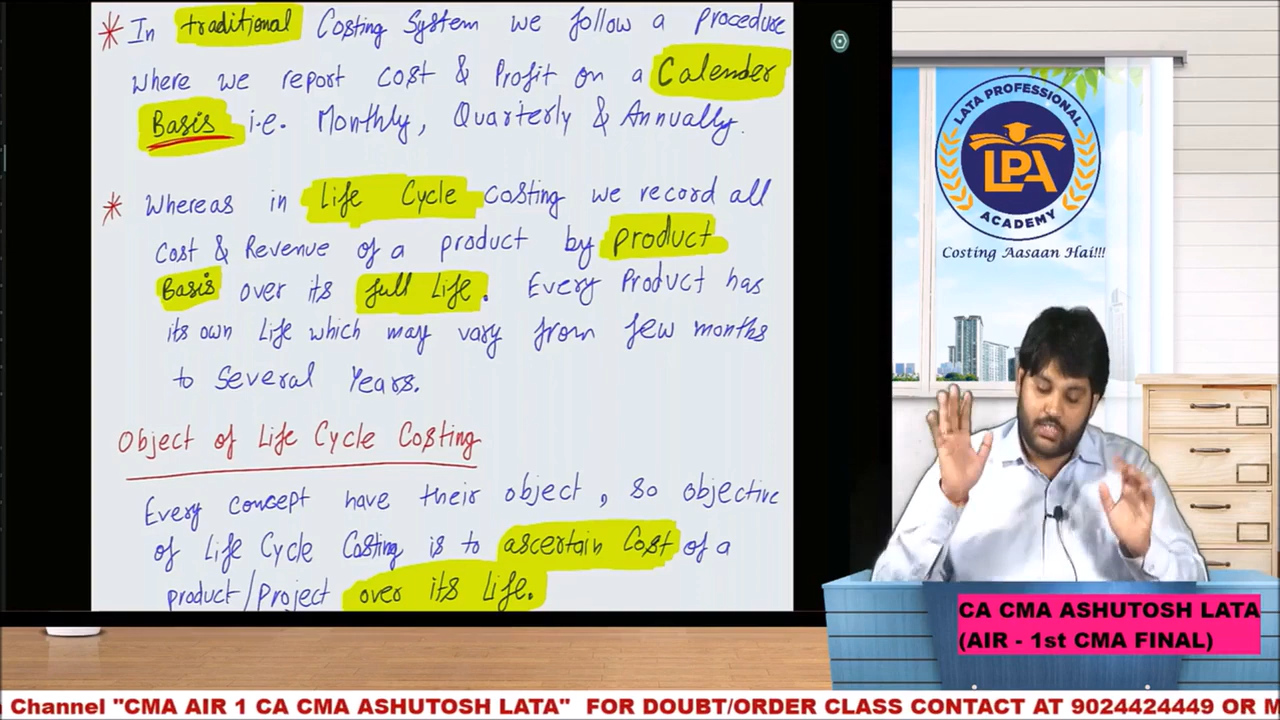 * In traditional Costing System we follow a procedure
where we report cost & Profit on a Calender
Basis i.e. Monthly, Quarterly & Annually.
* Whereas in Life Cycle costing we record all
Cost & Revenue of a product by product
Basis over its full Life. Every Product has
its own Life which may vary from few months
to Several Years.
Object of Life Cycle Costing
Every concept have their object, so objective
of Life Cycle Costing is to ascertain Cost of a
product/Project over its Life.
LATA PROFESSIONAL
LPA
ACADEMY
Costing Aasaan Hai!!!
CA CMA ASHUTOSH LATA
(AIR - 1st CMA FINAL)
Channel "CMA AIR 1 CA CMA ASHUTOSH LATA" FOR DOUBT/ORDER CLASS CONTACT AT 9024424449 OR M